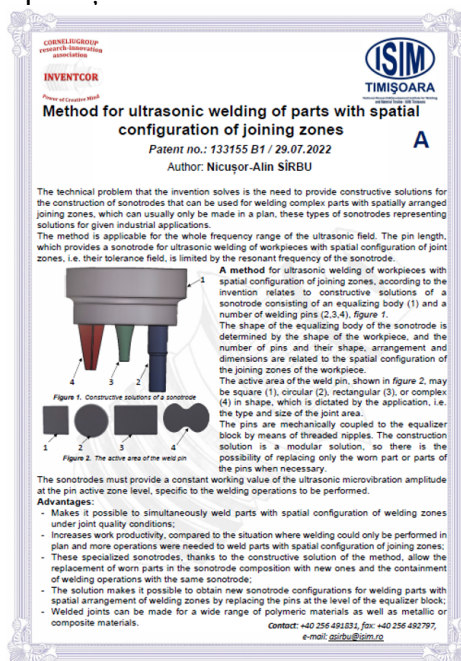 CORNELIUGROUP
research-innovation
association
INVENTCOR
Power of Creative Mind
ISIM
TIMIȘOARA
Method for ultrasonic welding of parts with spatial
configuration of joining zones
A
Patent no.: 133155 B1 / 29.07.2022
Author: Nicușor-Alin SÎRBU
The technical problem that the invention solves is the need to provide constructive solutions for
the construction of sonotrodes that can be used for welding complex parts with spatially arranged
joining zones, which can usually only be made in a plan, these types of sonotrodes representing
solutions for given industrial applications.
The method is applicable for the whole frequency range of the ultrasonic field. The pin length,
which provides a sonotrode for ultrasonic welding of workpieces with spatial configuration of joint
zones, i.e. their tolerance field, is limited by the resonant frequency of the sonotrode.
A method for ultrasonic welding of workpieces with
spatial configuration of joining zones, according to the
invention relates to constructive solutions of a
sonotrode consisting of an equalizing body (1) and a
number of welding pins (2,3,4), figure 1.
The shape of the equalizing body of the sonotrode is
determined by the shape of the workpiece, and the
number of pins and their shape, arrangement and
dimensions are related to the spatial configuration of
the joining zones of the workpiece.
The active area of the weld pin, shown in figure 2, may
be square (1), circular (2), rectangular (3), or complex
(4) in shape, which is dictated by the application, i.e.
the type and size of the joint area.
The pins are mechanically coupled to the equalizer
block by means of threaded nipples. The construction
solution is a modular solution, so there is the
possibility of replacing only the worn part or parts of
the pins when necessary.
1
4
3
2
Figure 1. Constructive solutions of a sonotrode
1
2
3
4
Figure 2. The active area of the weld pin
The sonotrodes must provide a constant working value of the ultrasonic microvibration amplitude
at the pin active zone level, specific to the welding operations to be performed.
Advantages:
- Makes it possible to simultaneously weld parts with spatial configuration of welding zones
under joint quality conditions;
- Increases work productivity, compared to the situation where welding could only be performed in
plan and more operations were needed to weld parts with spatial configuration of joining zones;
- These specialized sonotrodes, thanks to the constructive solution of the method, allow the
replacement of worn parts in the sonotrode composition with new ones and the containment
of welding operations with the same sonotrode;
- The solution makes it possible to obtain new sonotrode configurations for welding parts with
spatial arrangement of welding zones by replacing the pins at the level of the equalizer block;
- Welded joints can be made for a wide range of polymeric materials as well as metallic or
composite materials.
Contact: +40 256 491831, fax: +40 256 492797,
e-mail: asirbu@isim.ro